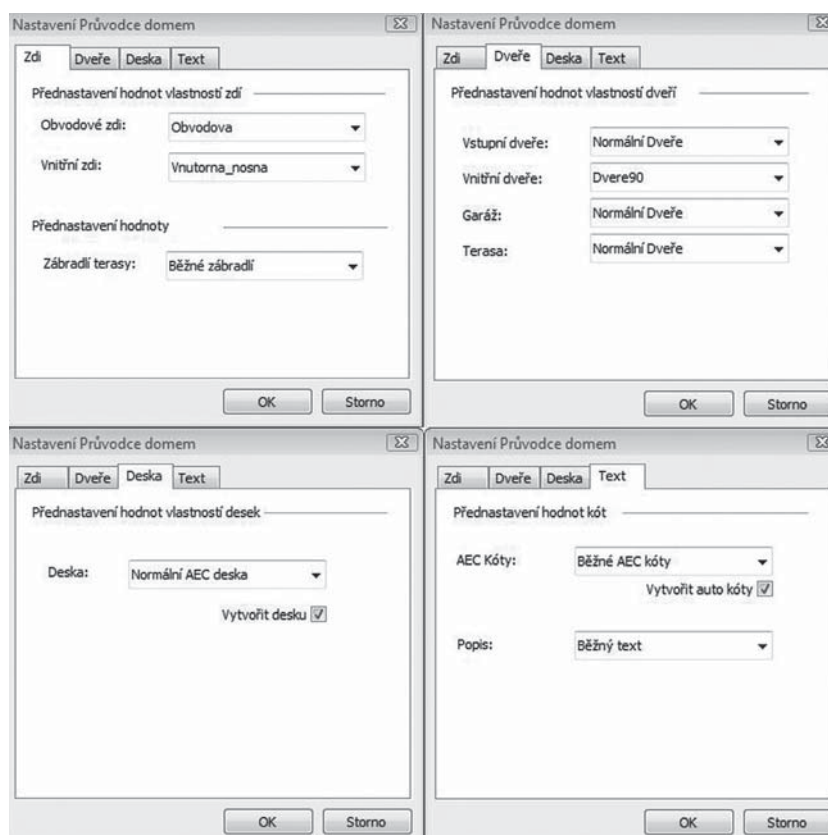 Nastavení Průvodce domem
Zdi Dveře Deska Text
Přednastavení hodnot vlastností zdí
Obvodové zdi: Obvodova
Vnitřní zdi: Vnutorna_nosna
Přednastavení hodnoty
Zábradlí terasy: Běžné zábradlí
OK Storno
Nastavení Průvodce domem
Zdi Dveře Deska Text
Přednastavení hodnot vlastností dveří
Vstupní dveře: Normální Dveře
Vnitřní dveře: Dvere90
Garáž: Normální Dveře
Terasa: Normální Dveře
OK Storno
Nastavení Průvodce domem
Zdi Dveře Deska Text
Přednastavení hodnot vlastností desek
Deska: Normální AEC deska
Vytvořit desku
OK Storno
Nastavení Průvodce domem
Zdi Dveře Deska Text
Přednastavení hodnot kót
AEC Kóty: Běžné AEC kóty
Vytvořit auto kóty
Popis: Běžný text
OK Storno